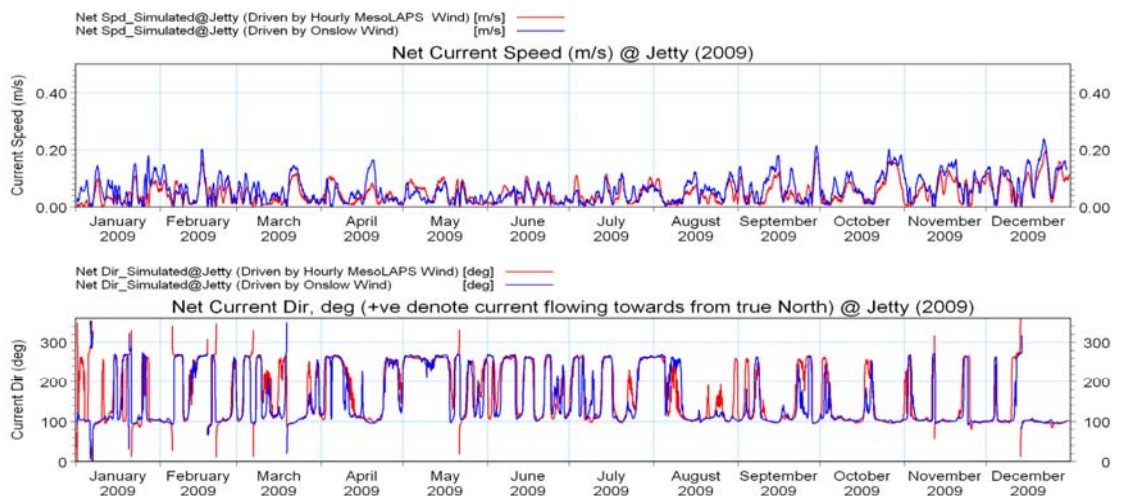 Net Spd_Simulated@Jetty (Driven by Hourly MesoLAPS Wind) [m/s]
Net Spd_Simulated@Jetty (Driven by Onslow Wind) [m/s]
Net Current Speed (m/s) @ Jetty (2009)
Current Speed (m/s)
0.40 0.40
0.20 0.20
0.00 0.00
January February March April May June July August September October November December
2009 2009 2009 2009 2009 2009 2009 2009 2009 2009 2009 2009
Net Dir_Simulated@Jetty (Driven by Hourly MesoLAPS Wind) [deg]
Net Dir_Simulated@Jetty (Driven by Onslow Wind) [deg]
Net Current Dir, deg (+ve denote current flowing towards from true North) @ Jetty (2009)
Current Dir (deg)
300 300
200 200
100 100
0 0
January February March April May June July August September October November December
2009 2009 2009 2009 2009 2009 2009 2009 2009 2009 2009 2009